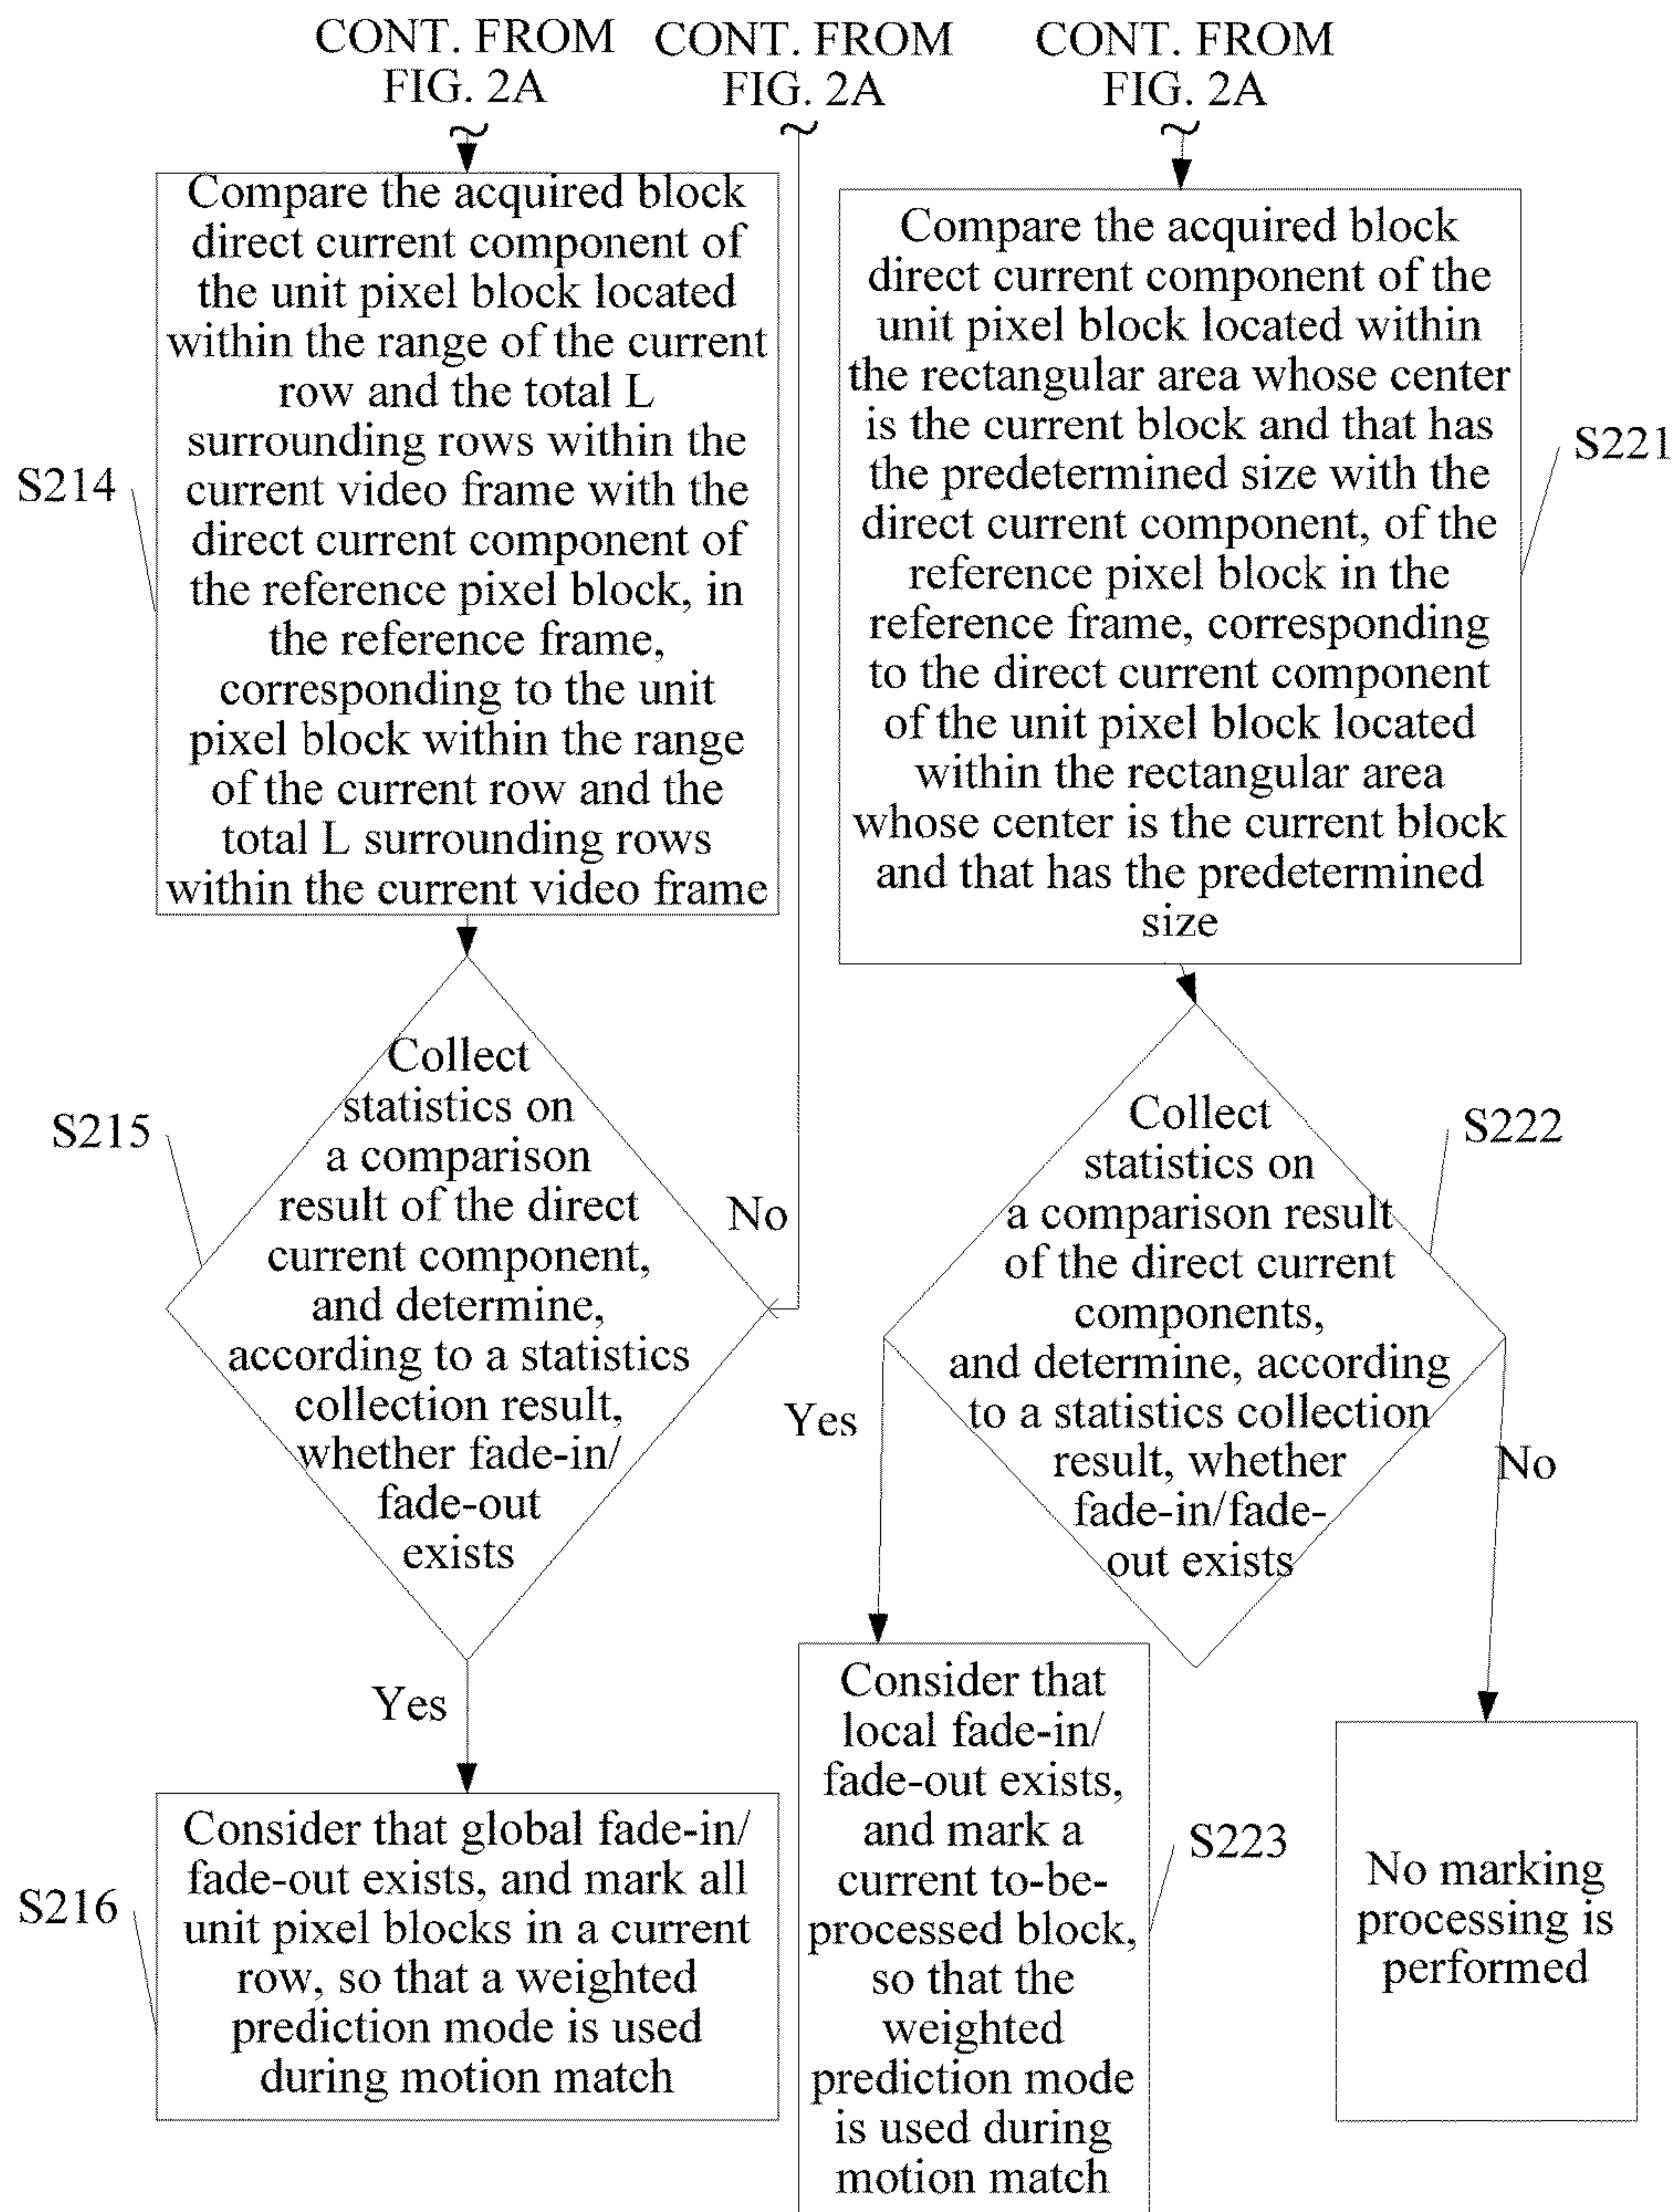 CONT. FROM
FIG. 2A
CONT. FROM
FIG. 2A
CONT. FROM
FIG. 2A
Compare the acquired block
direct current component of
the unit pixel block located
within the range of the current
row and the total L
surrounding rows within the
current video frame with the
direct current component of
the reference pixel block, in
the reference frame,
corresponding to the unit
pixel block within the range
of the current row and the
total L surrounding rows
within the current video frame
S214
Compare the acquired block
direct current component of the
unit pixel block located within
the rectangular area whose center
is the current block and that has
the predetermined size with the
direct current component, of the
reference pixel block in the
reference frame, corresponding
to the direct current component
of the unit pixel block located
within the rectangular area
whose center is the current block
and that has the predetermined
size
S221
Collect
statistics on
a comparison
result of the direct
current component,
and determine,
according to a statistics
collection result,
whether fade-in/
fade-out
exists
S215
No
Yes
Collect
statistics on
a comparison result
of the direct current
components,
and determine, according
to a statistics collection
result, whether
fade-in/fade-
out exists
S222
Yes
No
Consider that global fade-in/
fade-out exists, and mark all
unit pixel blocks in a current
row, so that a weighted
prediction mode is used
during motion match
S216
Consider that
local fade-in/
fade-out exists,
and mark a
current to-be-
processed block,
so that the
weighted
prediction mode
is used during
motion match
S223
No marking
processing is
performed